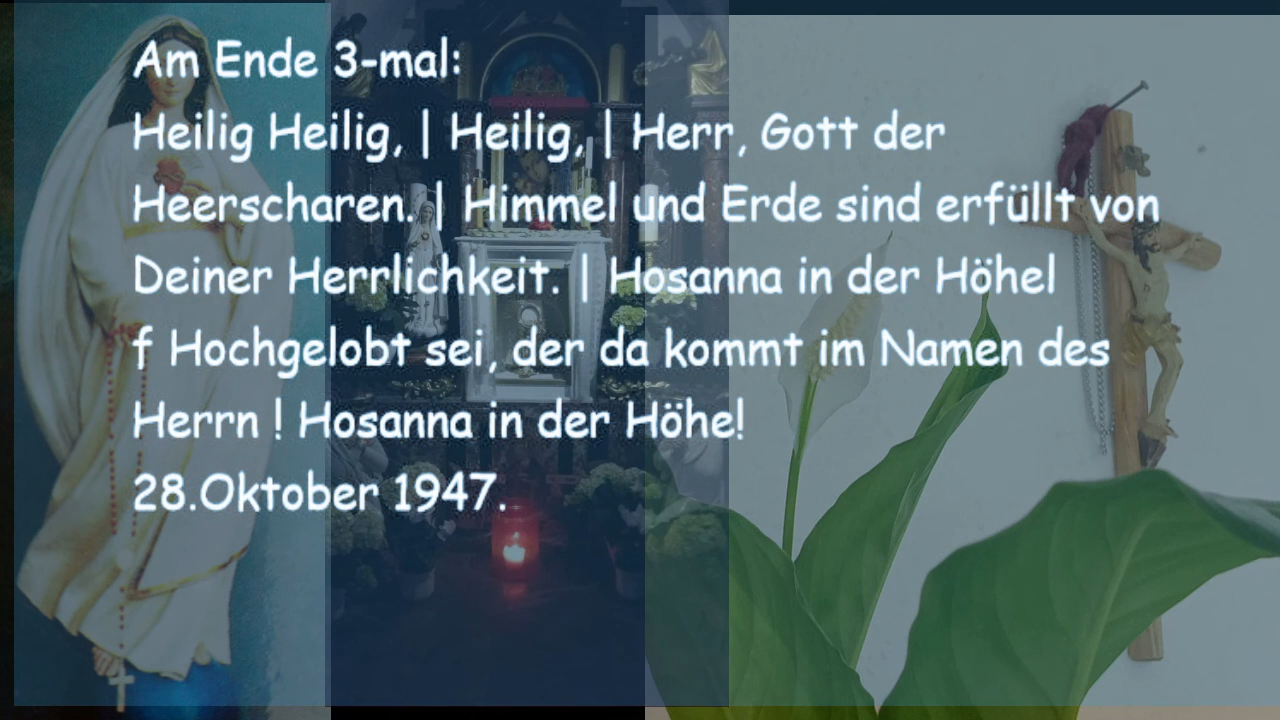 Am Ende 3-mal:
Heilig Heilig, | Heilig, | Herr, Gott der
Heerscharen. | Himmel und Erde sind erfüllt von
Deiner Herrlichkeit. | Hosanna in der Höhel
f Hochgelobt sei, der da kommt im Namen des
Herrn ! Hosanna in der Höhe!
28.Oktober 1947.